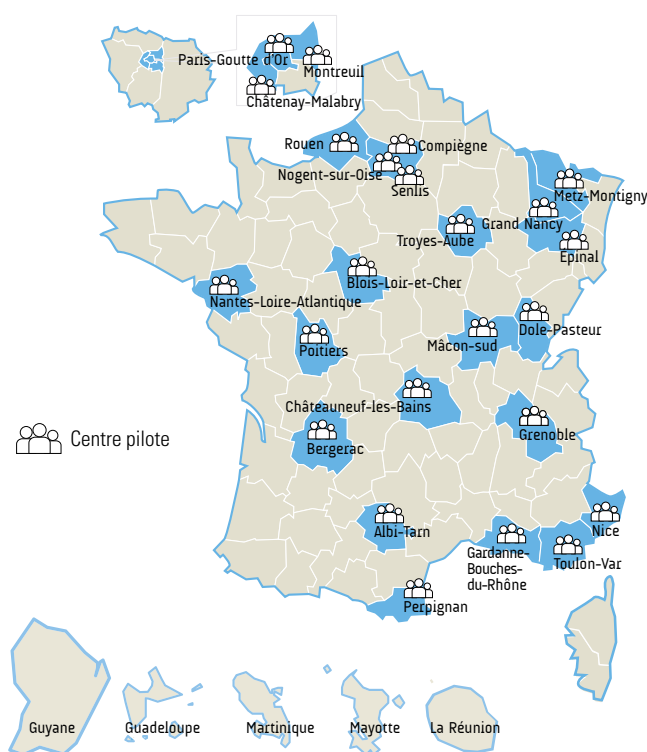 Paris-Goutte d'Or
Montreuil
Châtenay-Malabry
Rouen
Compiègne
Nogent-sur-Oise
Senlis
Metz-Montigny
Grand Nancy
Troyes-Aube
Épinal
Blois-Loir-et-Cher
Nantes-Loire-Atlantique
Dole-Pasteur
Mâcon-sud
Poitiers
Châteauneuf-les-Bains
Centre pilote
Grenoble
Bergerac
Albi-Tarn
Nice
Gardanne-
Bouches-
du-Rhône
Toulon-Var
Perpignan
Guyane
Guadeloupe
Martinique
Mayotte
La Réunion